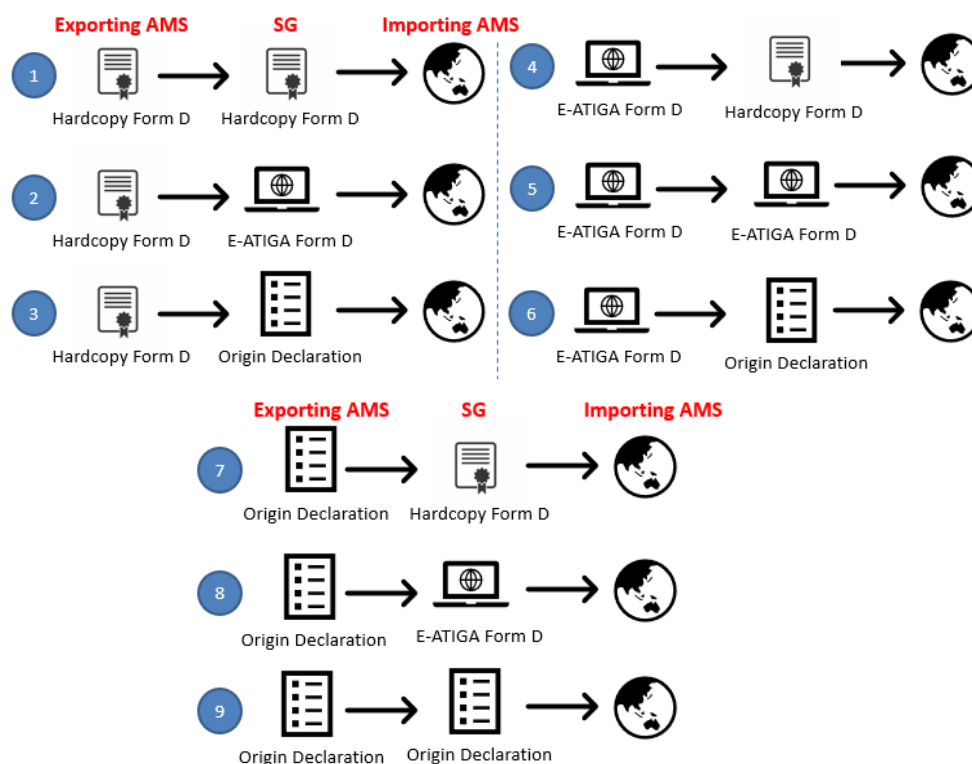 Exporting AMS SG Importing AMS
1
Hardcopy Form D Hardcopy Form D
2
Hardcopy Form D E-ATIGA Form D
3
Hardcopy Form D Origin Declaration
4
E-ATIGA Form D Hardcopy Form D
5
E-ATIGA Form D E-ATIGA Form D
6
E-ATIGA Form D Origin Declaration
Exporting AMS SG Importing AMS
7
Origin Declaration Hardcopy Form D
8
Origin Declaration E-ATIGA Form D
9
Origin Declaration Origin Declaration